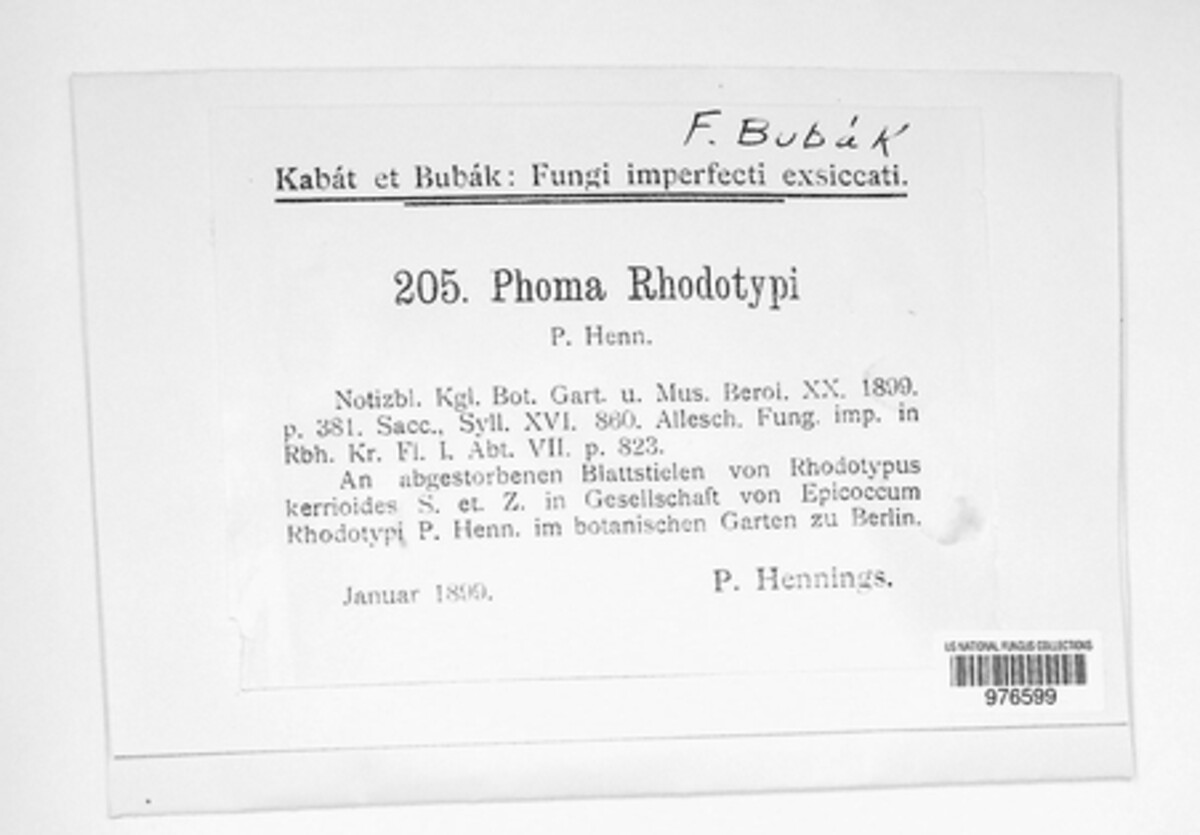 F. Bubák
Kabát et Bubák: Fungi imperfecti exsiccati.
205. Phoma Rhodotypi
P. Henn.
Notizbl. Kgl. Bot. Gart. u. Mus. Berol. XX. 1899.
p. 381. Sacc., Syll. XVI. 860. Allesch. Fung. imp. in
Rbh. Kr. Fl. I. Abt. VII. p. 823.
An abgestorbenen Blattstielen von Rhodotypus
kerrioides S. et. Z. in Gesellschaft von Epicoccum
Rhodotypi P. Henn. im botanischen Garten zu Berlin.
Januar 1899.
P. Hennings.
US NATIONAL FUNGUS COLLECTIONS
976599